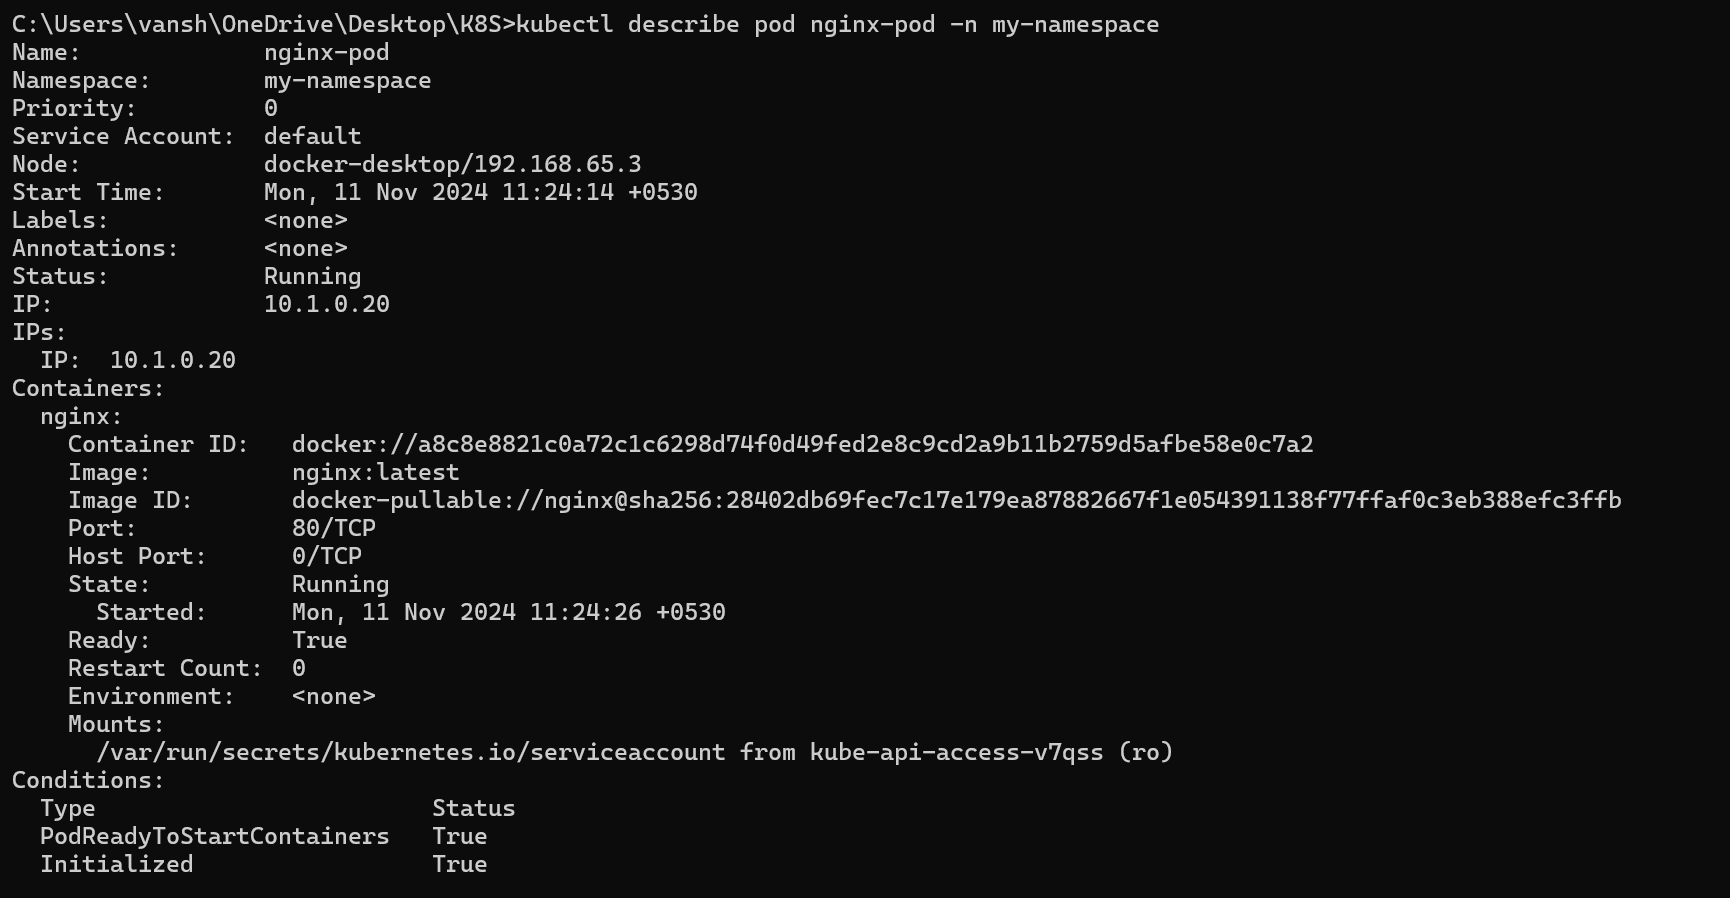 C:\Users\vansh\OneDrive\Desktop\K8S>kubectl describe pod nginx-pod -n my-namespace
Name:             nginx-pod
Namespace:        my-namespace
Priority:         0
Service Account:  default
Node:             docker-desktop/192.168.65.3
Start Time:       Mon, 11 Nov 2024 11:24:14 +0530
Labels:           <none>
Annotations:      <none>
Status:           Running
IP:               10.1.0.20
IPs:
  IP:  10.1.0.20
Containers:
  nginx:
    Container ID:   docker://a8c8e8821c0a72c1c6298d74f0d49fed2e8c9cd2a9b11b2759d5afbe58e0c7a2
    Image:          nginx:latest
    Image ID:       docker-pullable://nginx@sha256:28402db69fec7c17e179ea87882667f1e054391138f77ffaf0c3eb388efc3ffb
    Port:           80/TCP
    Host Port:      0/TCP
    State:          Running
      Started:      Mon, 11 Nov 2024 11:24:26 +0530
    Ready:          True
    Restart Count:  0
    Environment:    <none>
    Mounts:
      /var/run/secrets/kubernetes.io/serviceaccount from kube-api-access-v7qss (ro)
Conditions:
  Type                        Status
  PodReadyToStartContainers   True
  Initialized                 True